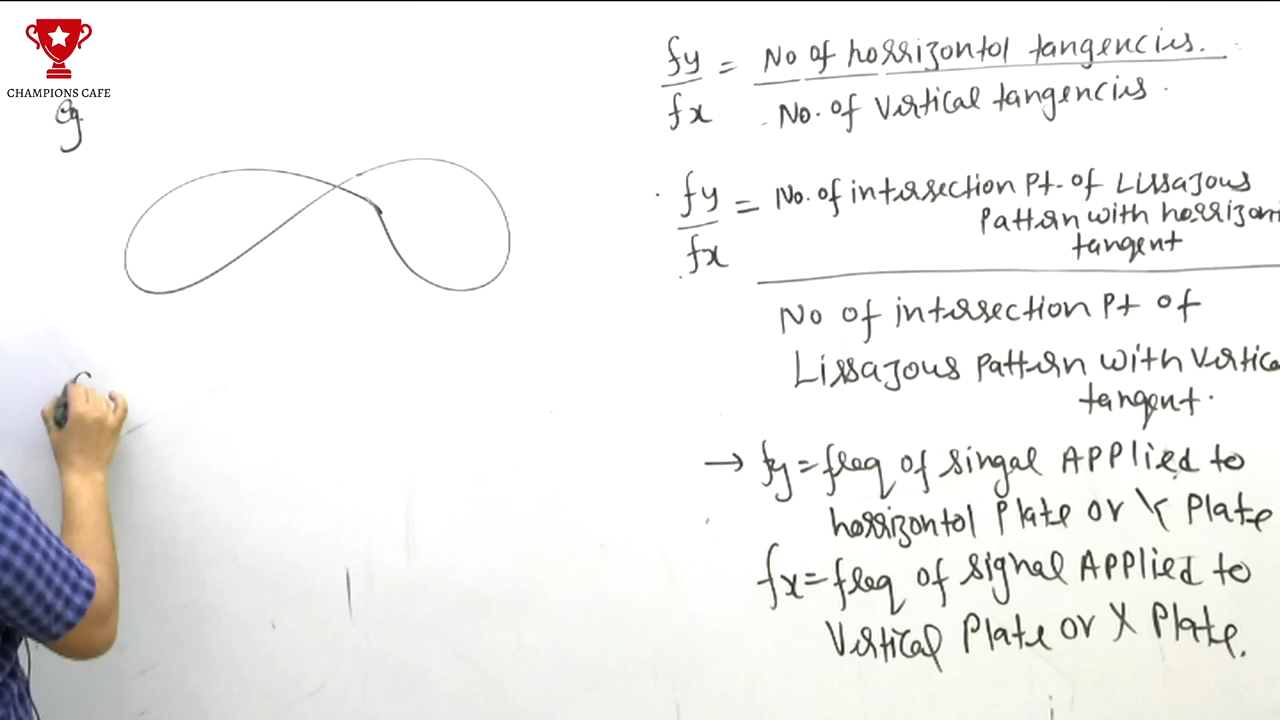 CHAMPIONS CAFE
eg
fy/fx = No of horrizontol tangencies.
No. of Vertical tangencies.
fy/fx = No. of intersection Pt. of Lissajous
Pattern with horrizon
tangent
No of intersection Pt of
Lissajous Pattern with Vertica
tangent.
→ fy = freq of singal APPlied to
horrizontol Plate or Y Plate
fx = freq of signal APPlied to
Vertical Plate or X Plate.